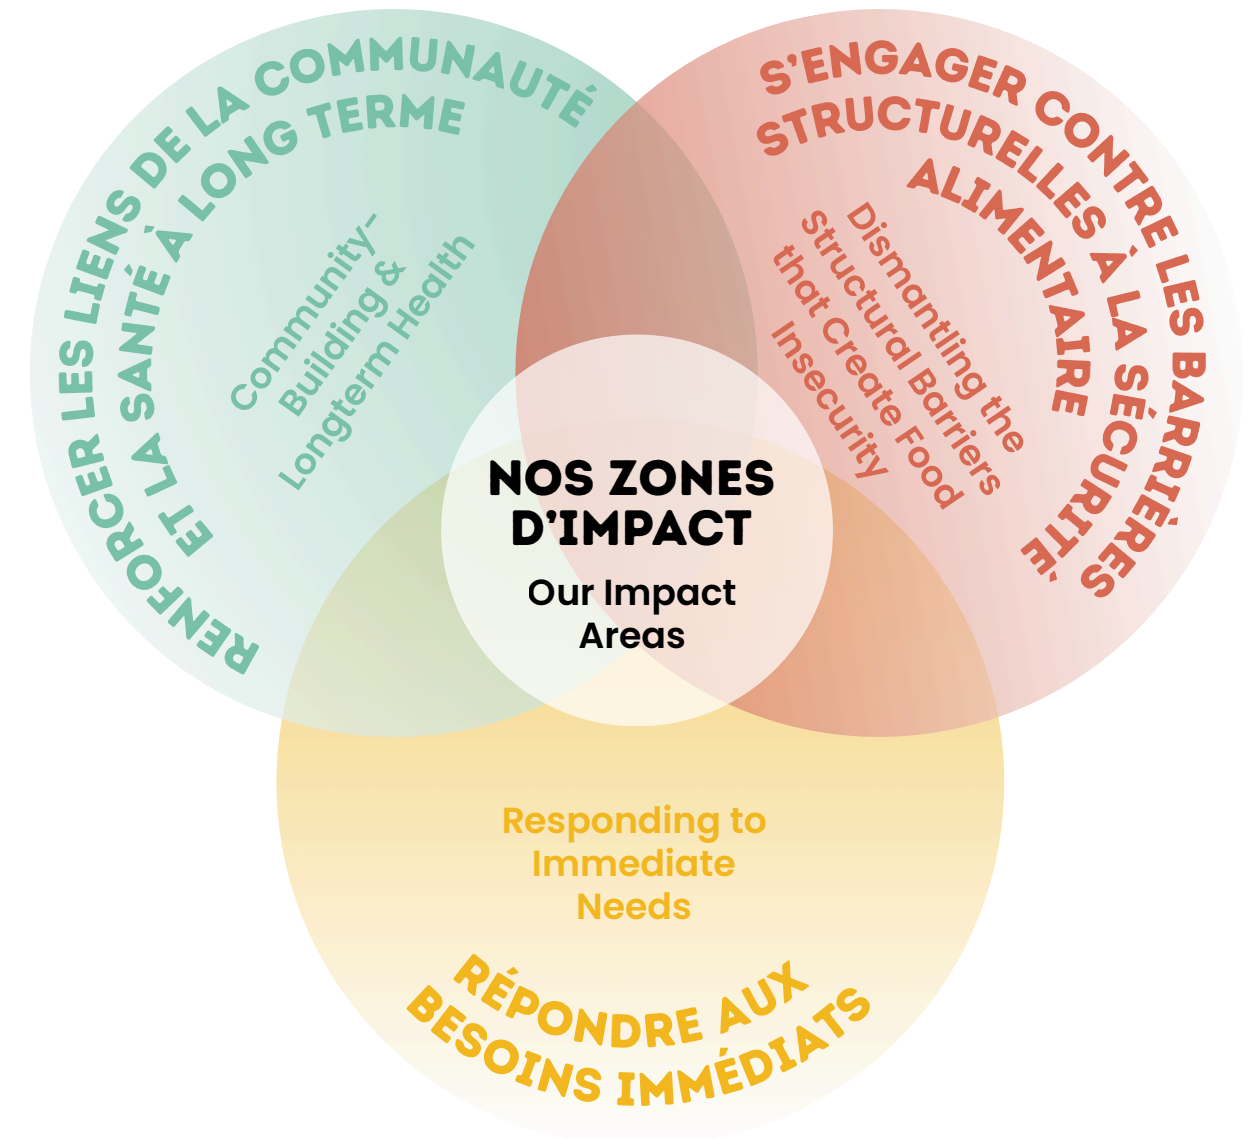 RENFORCER LES LIENS DE LA COMMUNAUTÉ
ET LA SANTÉ À LONG TERME
Community-
Building &
Longterm Health
S'ENGAGER CONTRE LES BARRIÈRES
STRUCTURELLES À LA SÉCURITÉ
ALIMENTAIRE
Dismantling the
Structural Barriers
that Create Food
Insecurity
NOS ZONES
D'IMPACT
Our Impact
Areas
Responding to
Immediate
Needs
RÉPONDRE AUX
BESOINS IMMÉDIATS